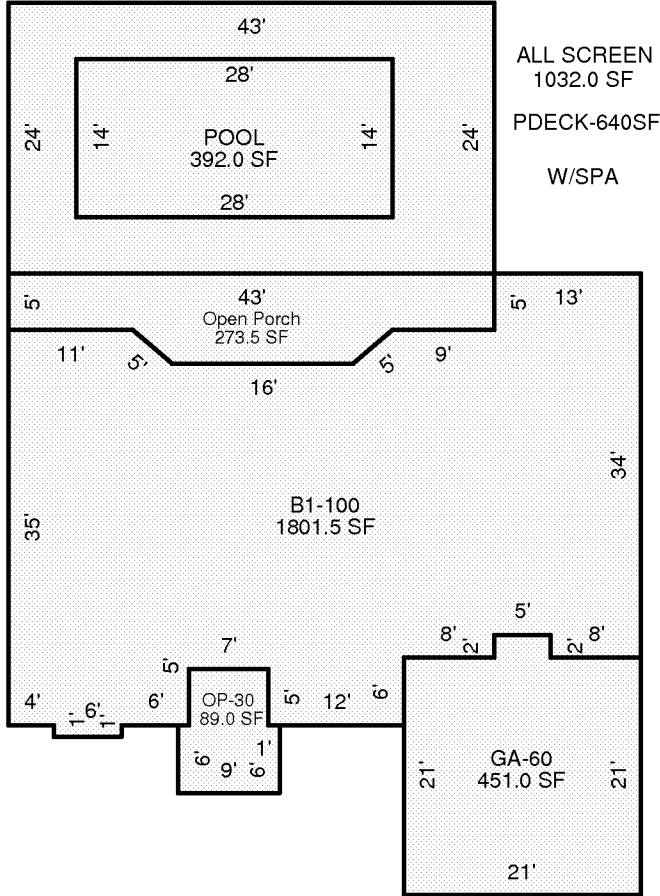 43'
28'
24'
14'
POOL
392.0 SF
14'
24'
28'
ALL SCREEN
1032.0 SF
PDECK-640SF
W/SPA
5'
43'
Open Porch
273.5 SF
5'
13'
11'
5'
16'
5'
9'
34'
35'
B1-100
1801.5 SF
5'
8'
2'
2'
8'
7'
5'
4'
1'
6'
1'
6'
OP-30
89.0 SF
5'
12'
6'
6'
9'
1'
6'
21'
GA-60
451.0 SF
21'
21'